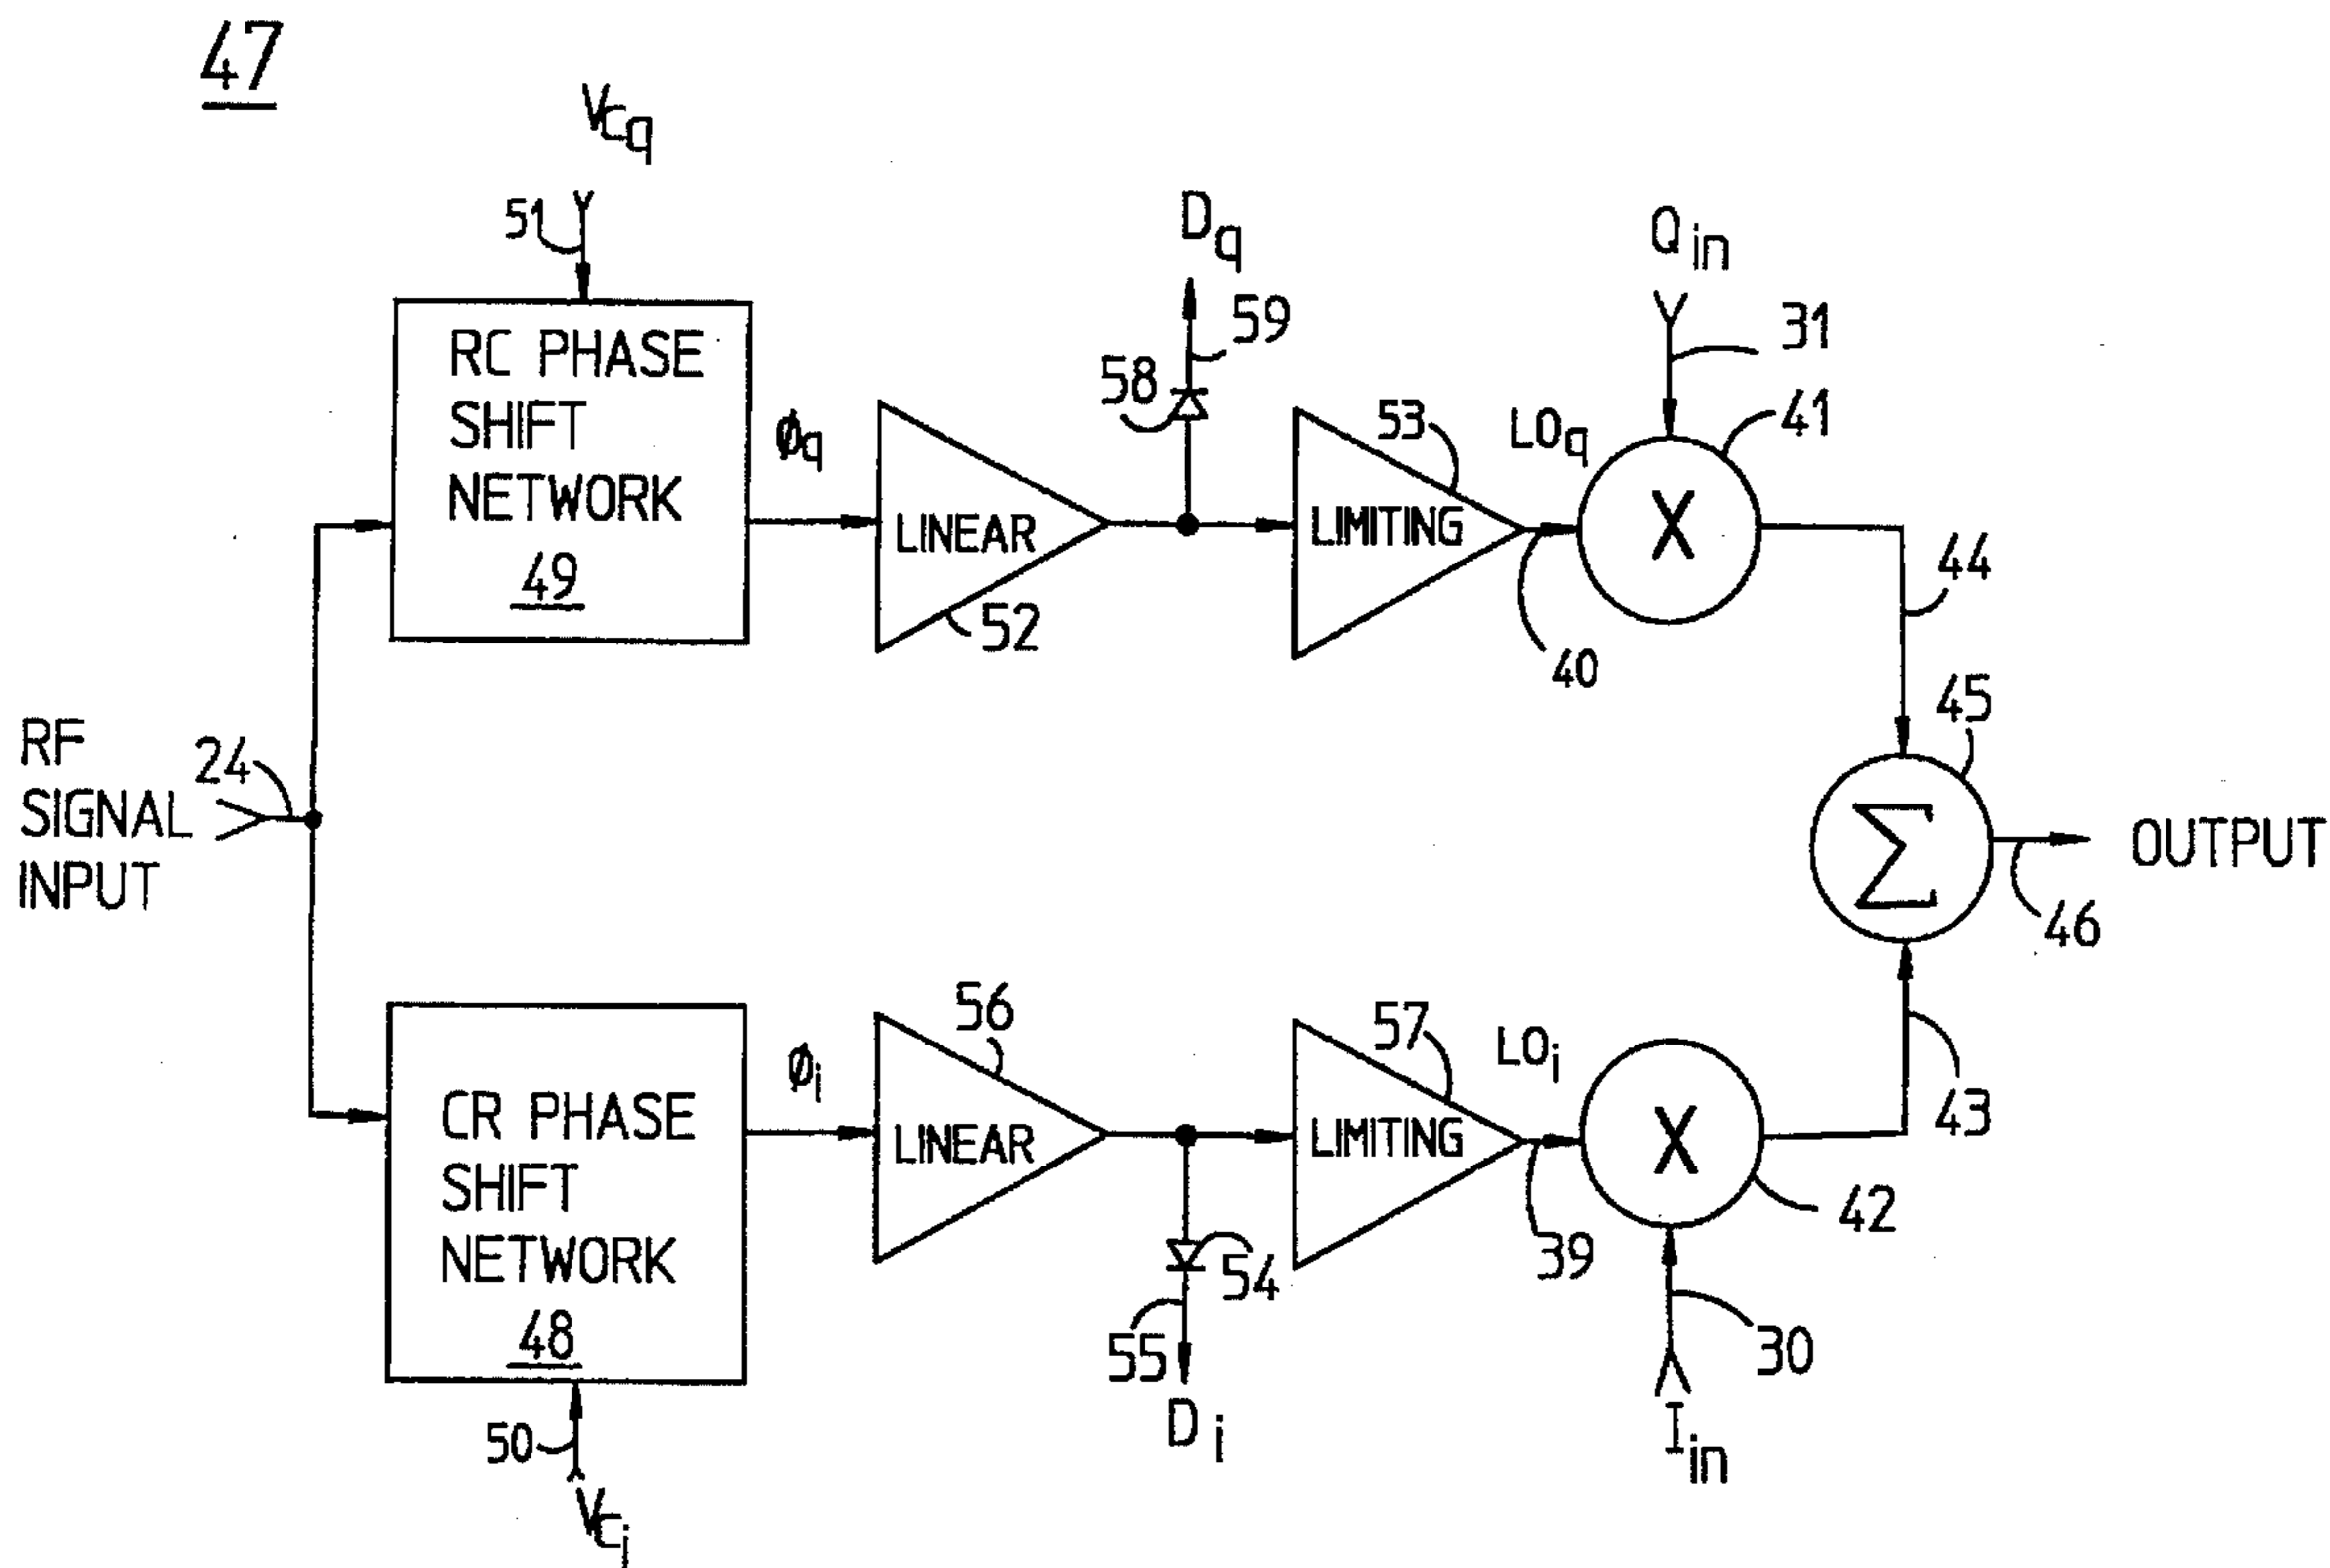 47
Vcq
51
Dq
59
58
Qin
31
41
RC PHASE
SHIFT
NETWORK
49
ϕq
LINEAR
52
53
LIMITING
LOq
40
X
44
45
RF
SIGNAL
INPUT
24
Σ
OUTPUT
46
CR PHASE
SHIFT
NETWORK
48
ϕi
56
LINEAR
57
LIMITING
LOi
39
X
42
43
54
55
Di
30
Iin
50
Vci